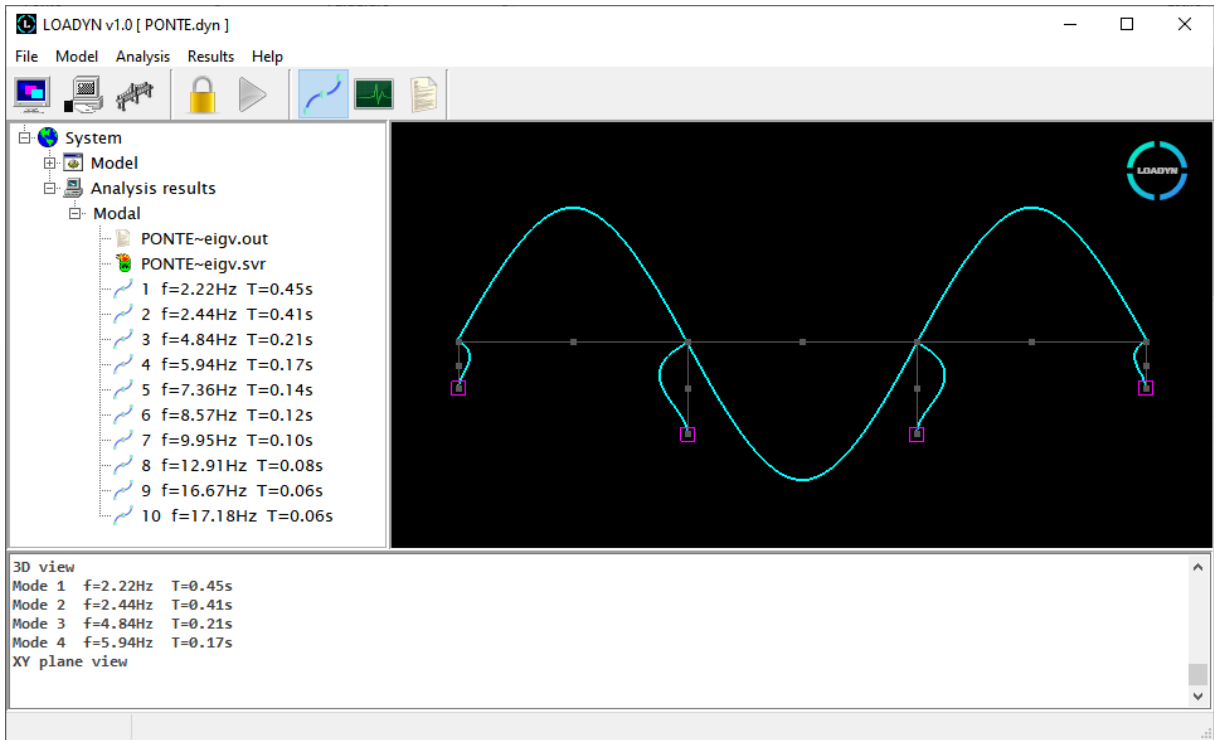 LOADYN v1.0 [ PONTE.dyn ]
File Model Analysis Results Help
System
Model
Analysis results
Modal
PONTE~eigv.out
PONTE~eigv.svr
1 f=2.22Hz T=0.45s
2 f=2.44Hz T=0.41s
3 f=4.84Hz T=0.21s
4 f=5.94Hz T=0.17s
5 f=7.36Hz T=0.14s
6 f=8.57Hz T=0.12s
7 f=9.95Hz T=0.10s
8 f=12.91Hz T=0.08s
9 f=16.67Hz T=0.06s
10 f=17.18Hz T=0.06s
LOADYN
3D view
Mode 1 f=2.22Hz T=0.45s
Mode 2 f=2.44Hz T=0.41s
Mode 3 f=4.84Hz T=0.21s
Mode 4 f=5.94Hz T=0.17s
XY plane view